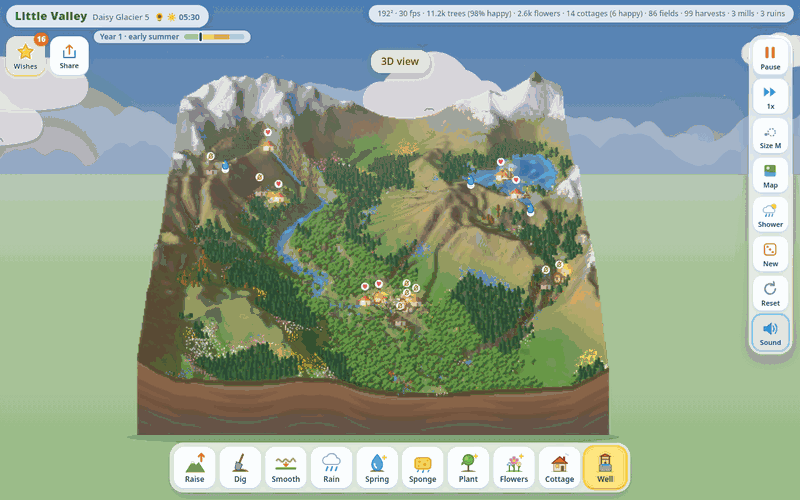 Little Valley Daisy Glacier 5 05:30
192² · 30 fps · 11.2k trees (98% happy) · 2.6k flowers · 14 cottages (6 happy) · 86 fields · 99 harvests · 3 mills · 3 ruins
Year 1 · early summer
16
Wishes
Share
3D view
Pause
1x
Size M
Map
Shower
New
Reset
Sound
Raise
Dig
Smooth
Rain
Spring
Sponge
Plant
Flowers
Cottage
Well